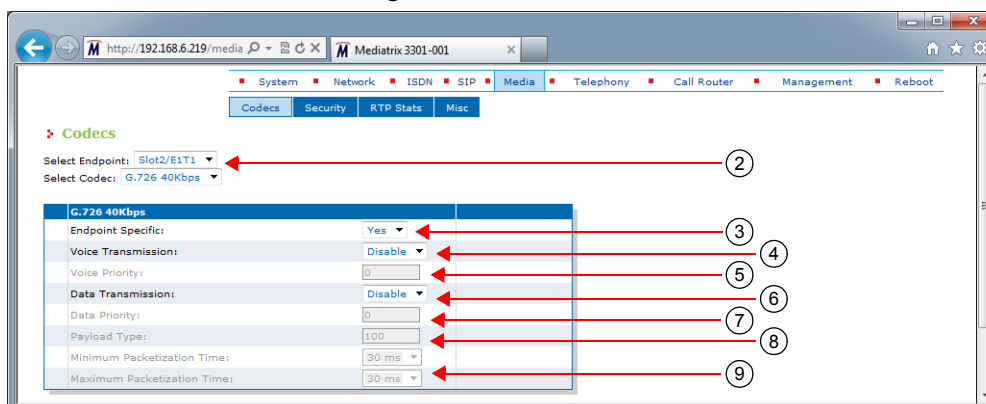 http://192.168.6.219/media
Mediatrix 3301-001
System Network ISDN SIP Media Telephony Call Router Management Reboot
Codecs Security RTP Stats Misc
Codecs
Select Endpoint: Slot2/E1T1
2
Select Codec: G.726 40Kbps
G.726 40Kbps
Endpoint Specific: Yes
3
Voice Transmission: Disable
4
Voice Priority: 0
5
Data Transmission: Disable
6
Data Priority: 0
7
Payload Type: 100
8
Minimum Packetization Time: 30 ms
Maximum Packetization Time: 30 ms
9